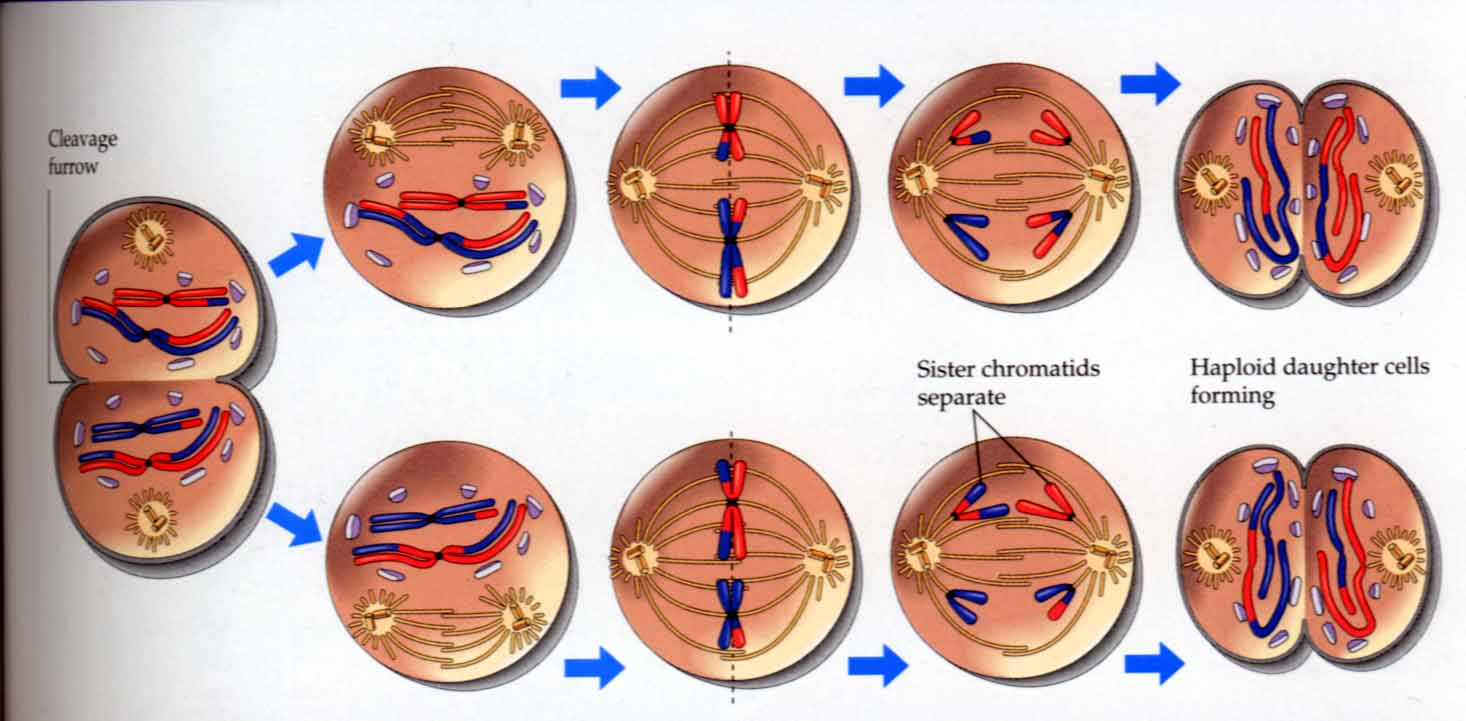 Cleavage
furrow
Sister chromatids
separate
Haploid daughter cells
forming